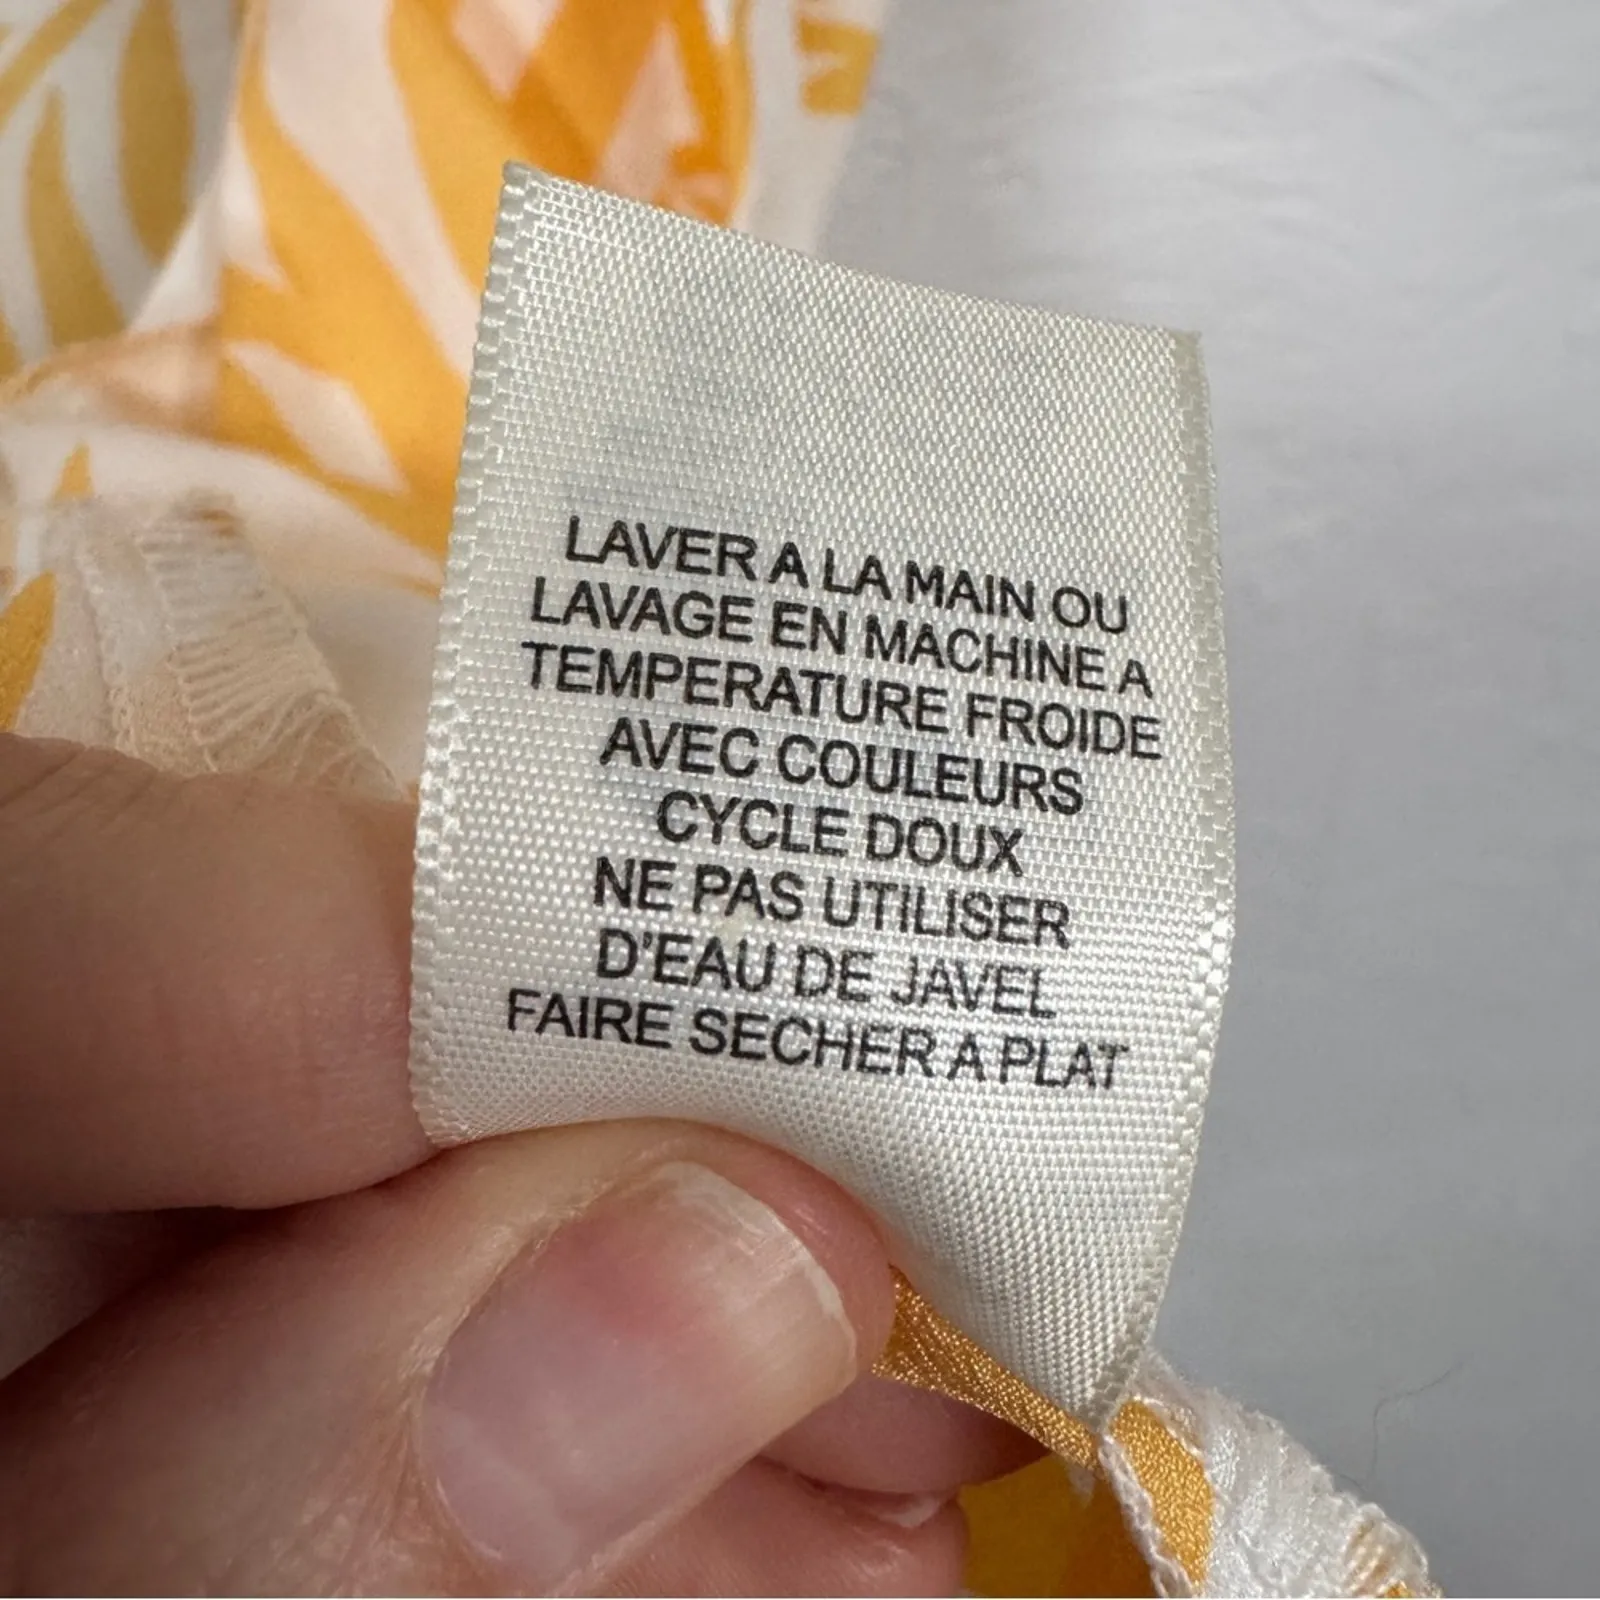 LAVER A LA MAIN OU
LAVAGE EN MACHINE A
TEMPERATURE FROIDE
AVEC COULEURS
CYCLE DOUX
NE PAS UTILISER
D'EAU DE JAVEL
FAIRE SECHER A PLAT